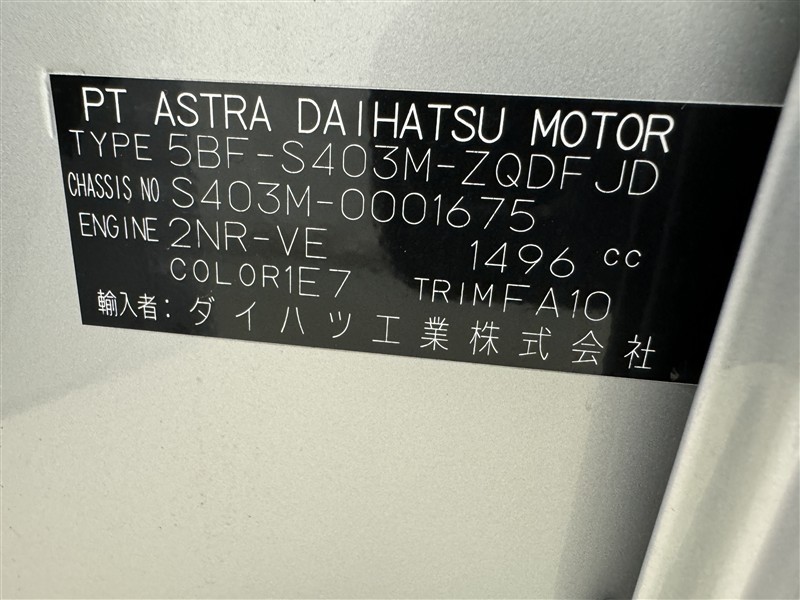 PT ASTRA DAIHATSU MOTOR
TYPE 5BF-S403M-ZQDFJD
CHASSIS NO S403M-0001675
ENGINE 2NR-VE 1496 cc
COLOR1E7 TRIMFA10
輸入者：ダイハツ工業株式会社